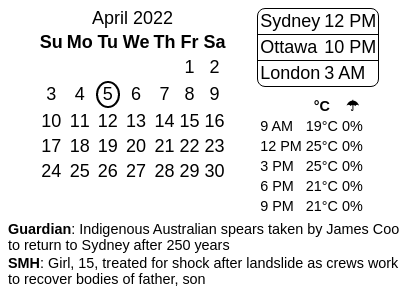 April 2022
Su Mo Tu We Th Fr Sa
1 2
3 4 5 6 7 8 9
10 11 12 13 14 15 16
17 18 19 20 21 22 23
24 25 26 27 28 29 30
Sydney 12 PM
Ottawa 10 PM
London 3 AM
°C ☂
9 AM 19°C 0%
12 PM 25°C 0%
3 PM 25°C 0%
6 PM 21°C 0%
9 PM 21°C 0%
Guardian: Indigenous Australian spears taken by James Coo
to return to Sydney after 250 years
SMH: Girl, 15, treated for shock after landslide as crews work
to recover bodies of father, son